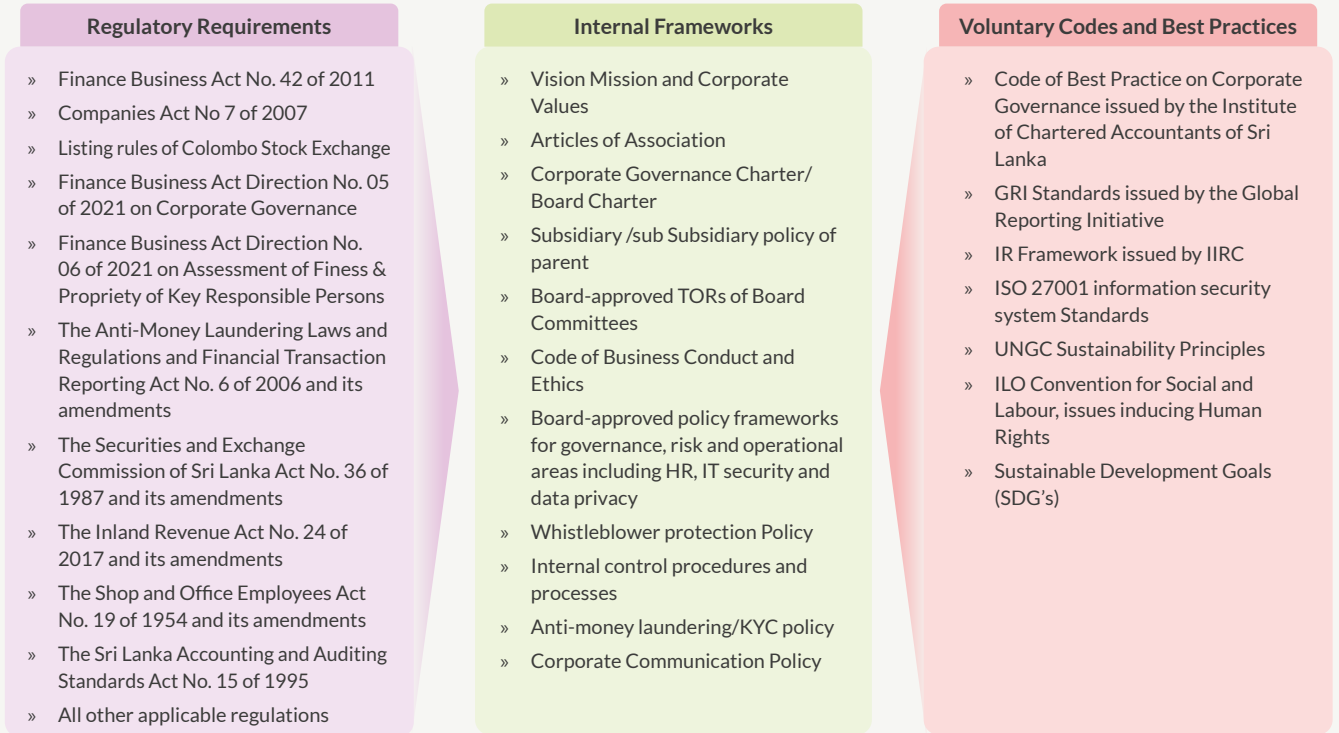 Regulatory Requirements
» Finance Business Act No. 42 of 2011
» Companies Act No 7 of 2007
» Listing rules of Colombo Stock Exchange
» Finance Business Act Direction No. 05
of 2021 on Corporate Governance
» Finance Business Act Direction No.
06 of 2021 on Assessment of Finess &
Propriety of Key Responsible Persons
» The Anti-Money Laundering Laws and
Regulations and Financial Transaction
Reporting Act No. 6 of 2006 and its
amendments
» The Securities and Exchange
Commission of Sri Lanka Act No. 36 of
1987 and its amendments
» The Inland Revenue Act No. 24 of
2017 and its amendments
» The Shop and Office Employees Act
No. 19 of 1954 and its amendments
» The Sri Lanka Accounting and Auditing
Standards Act No. 15 of 1995
» All other applicable regulations
Internal Frameworks
» Vision Mission and Corporate
Values
» Articles of Association
» Corporate Governance Charter/
Board Charter
» Subsidiary /sub Subsidiary policy of
parent
» Board-approved TORs of Board
Committees
» Code of Business Conduct and
Ethics
» Board-approved policy frameworks
for governance, risk and operational
areas including HR, IT security and
data privacy
» Whistleblower protection Policy
» Internal control procedures and
processes
» Anti-money laundering/KYC policy
» Corporate Communication Policy
Voluntary Codes and Best Practices
» Code of Best Practice on Corporate
Governance issued by the Institute
of Chartered Accountants of Sri
Lanka
» GRI Standards issued by the Global
Reporting Initiative
» IR Framework issued by IIRC
» ISO 27001 information security
system Standards
» UNGC Sustainability Principles
» ILO Convention for Social and
Labour, issues inducing Human
Rights
» Sustainable Development Goals
(SDG's)